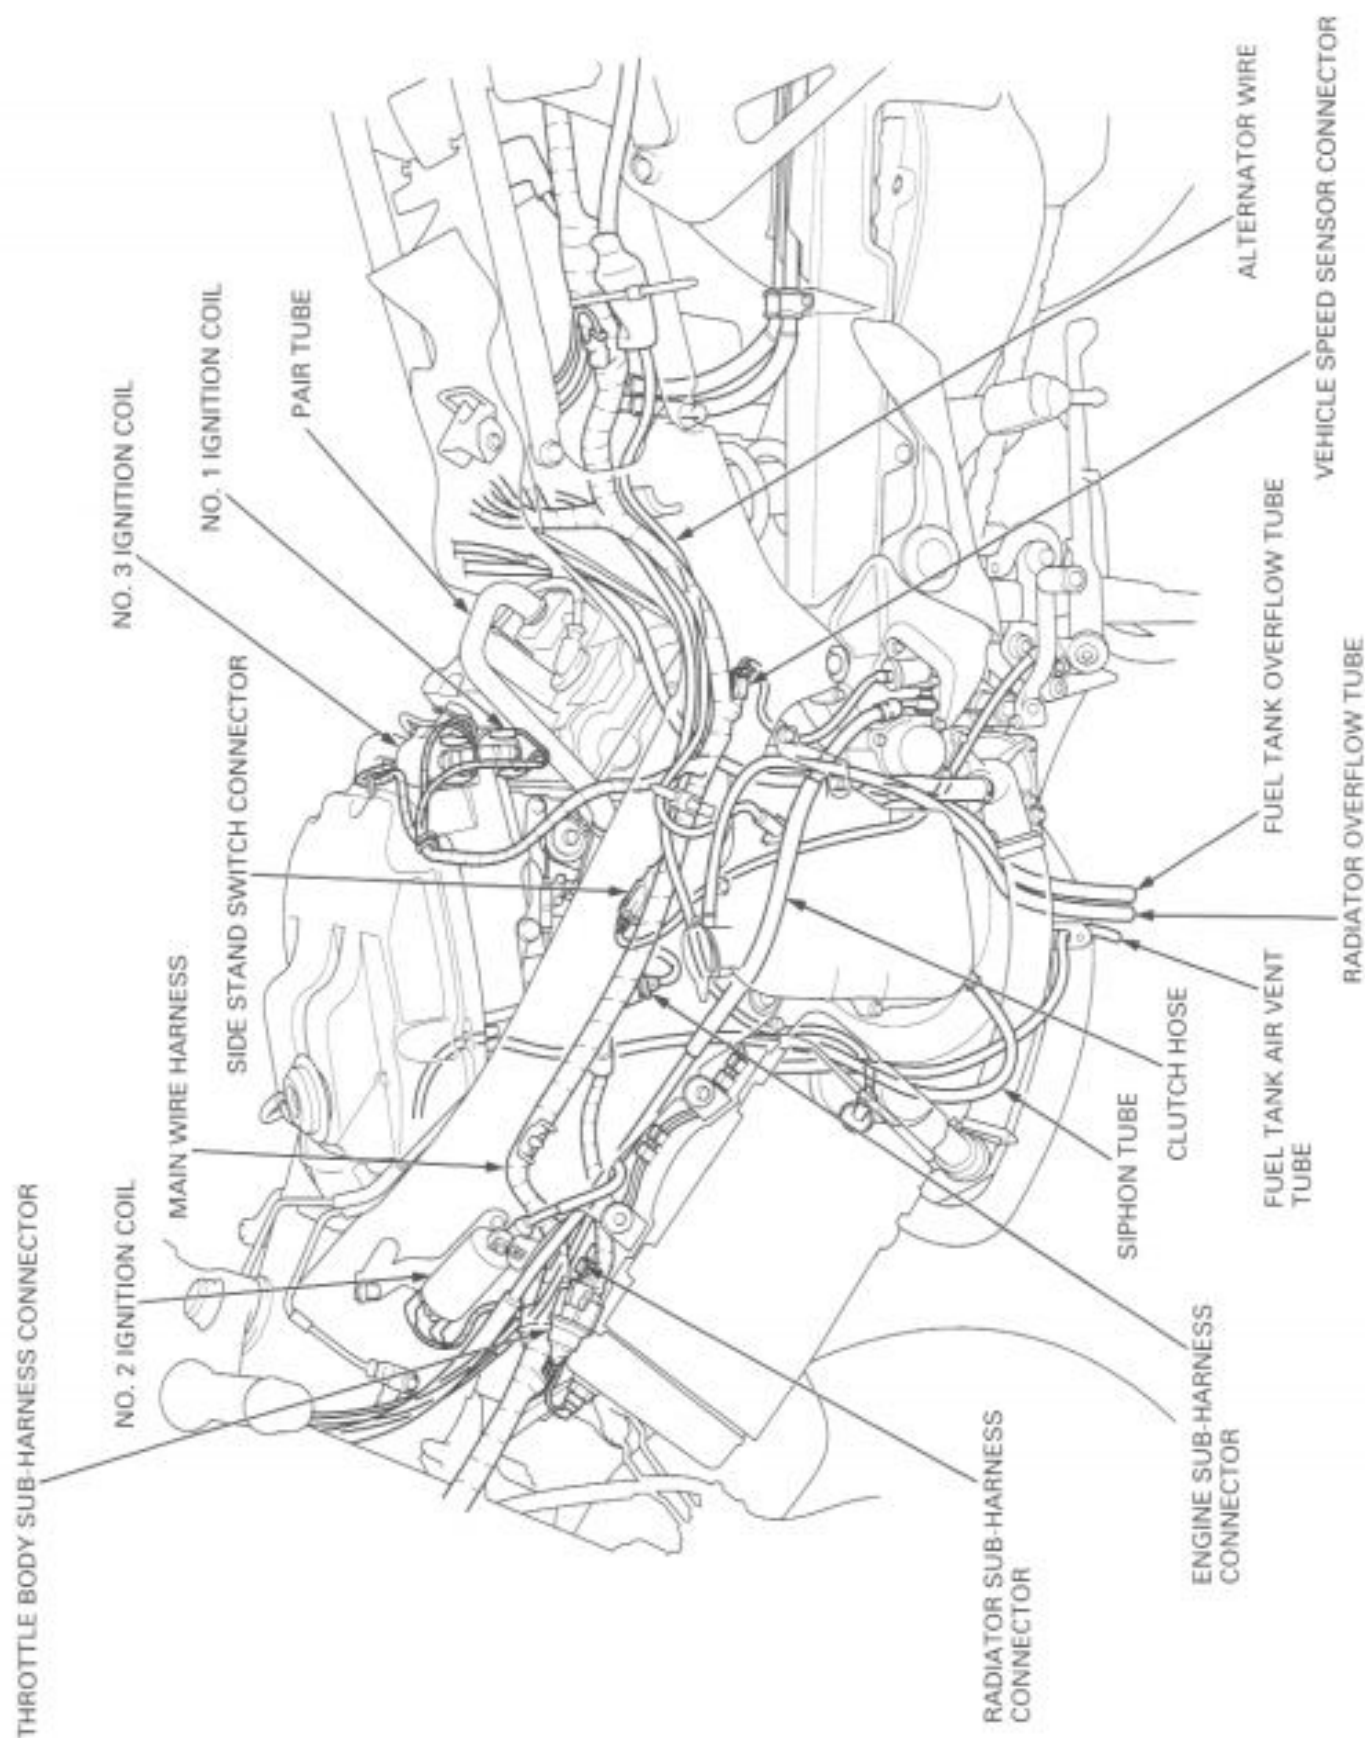 THROTTLE BODY SUB-HARNESS CONNECTOR
NO. 2 IGNITION COIL
MAIN WIRE HARNESS
SIDE STAND SWITCH CONNECTOR
NO. 3 IGNITION COIL
NO. 1 IGNITION COIL
PAIR TUBE
RADIATOR SUB-HARNESS
CONNECTOR
ENGINE SUB-HARNESS
CONNECTOR
SIPHON TUBE
CLUTCH HOSE
FUEL TANK AIR VENT
TUBE
RADIATOR OVERFLOW TUBE
FUEL TANK OVERFLOW TUBE
VEHICLE SPEED SENSOR CONNECTOR
ALTERNATOR WIRE